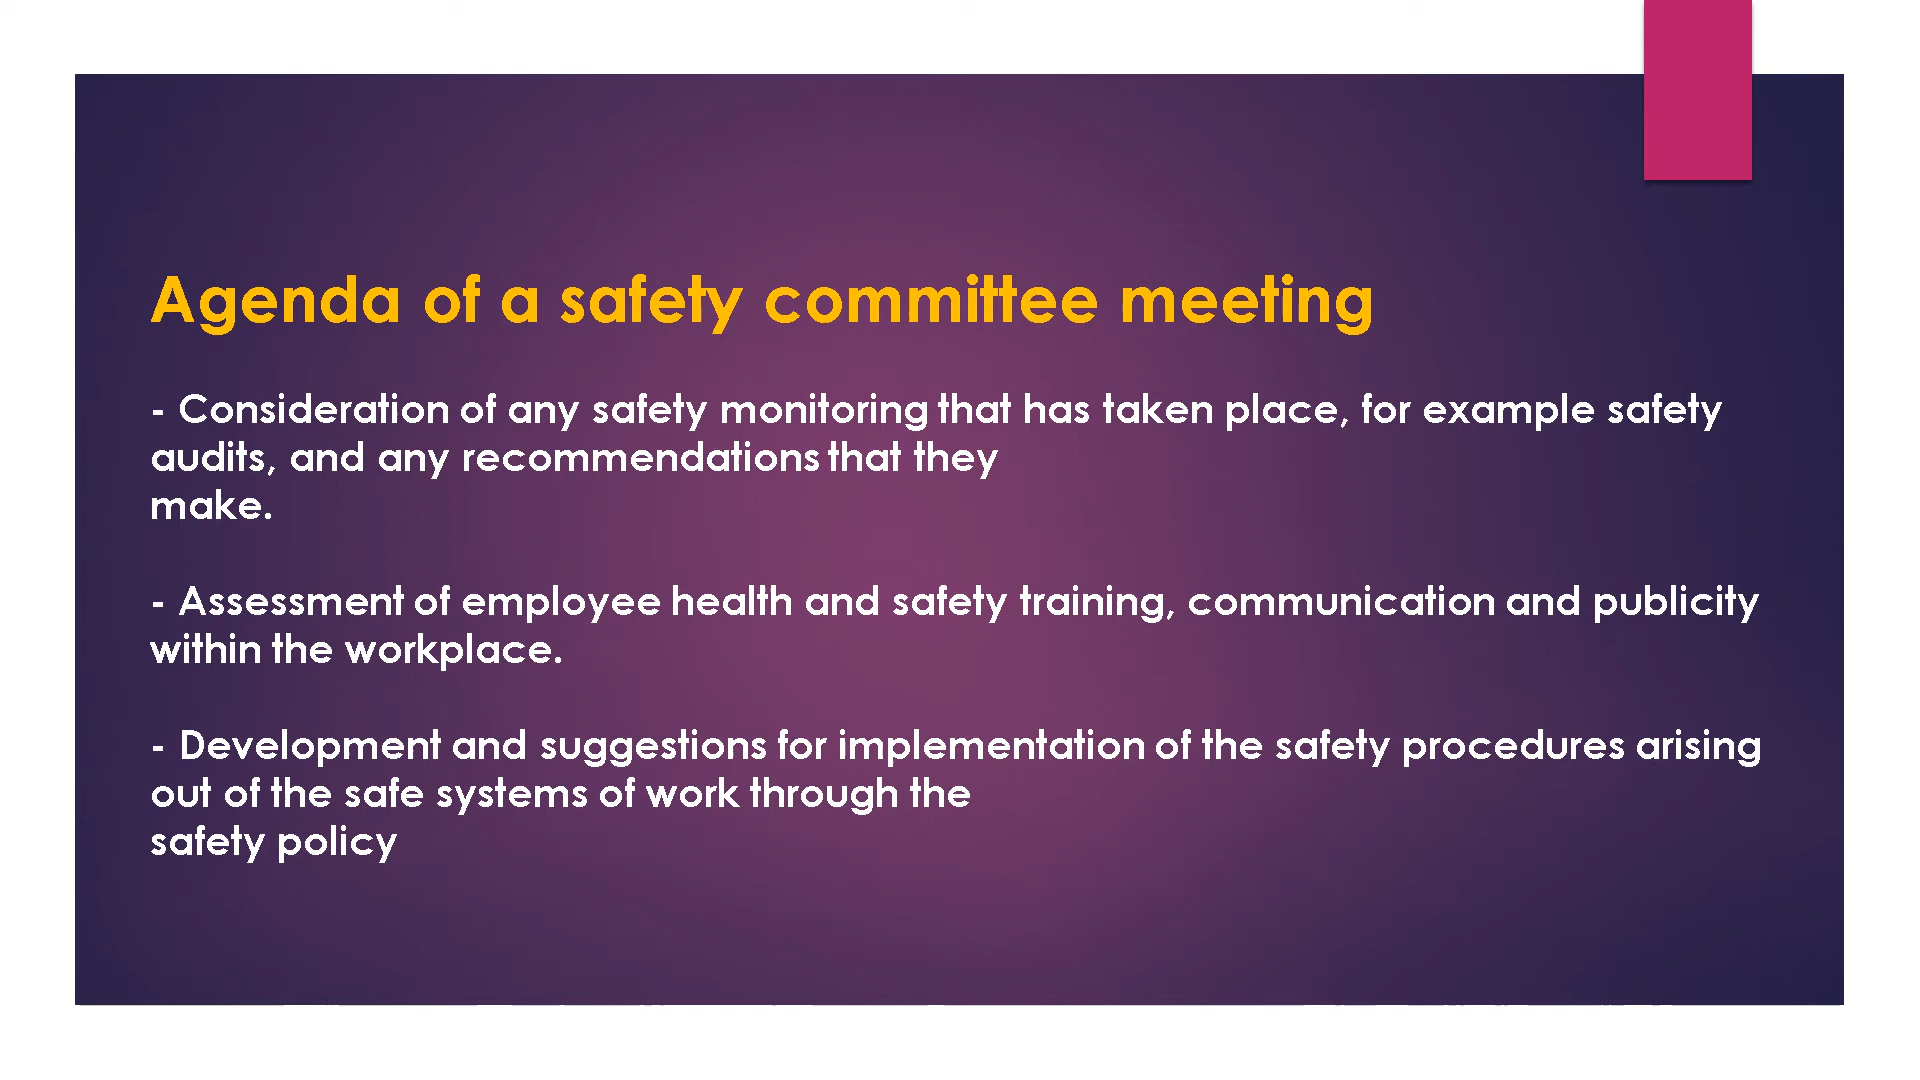 Agenda of a safety committee meeting
- Consideration of any safety monitoring that has taken place, for example safety
audits, and any recommendations that they
make.
- Assessment of employee health and safety training, communication and publicity
within the workplace.
- Development and suggestions for implementation of the safety procedures arising
out of the safe systems of work through the
safety policy